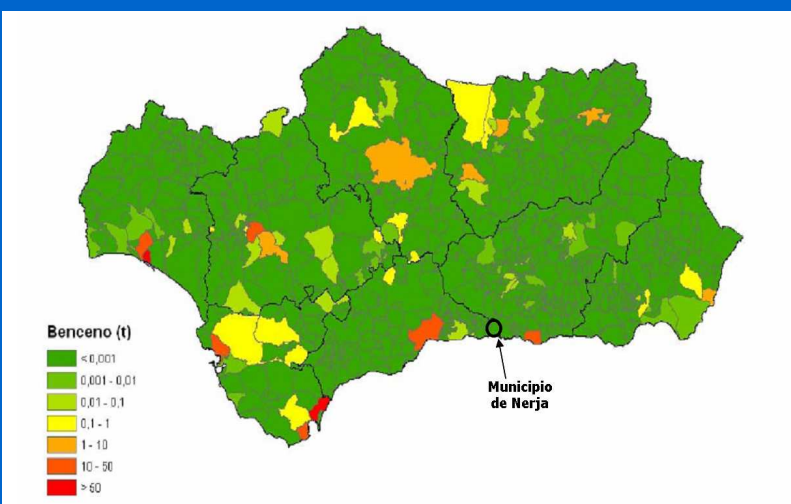 Benceno (t)
<0,001
0,001 - 0,01
0,01 - 0,1
0,1 - 1
1 - 10
10 - 50
>50
Municipio
de Nerja